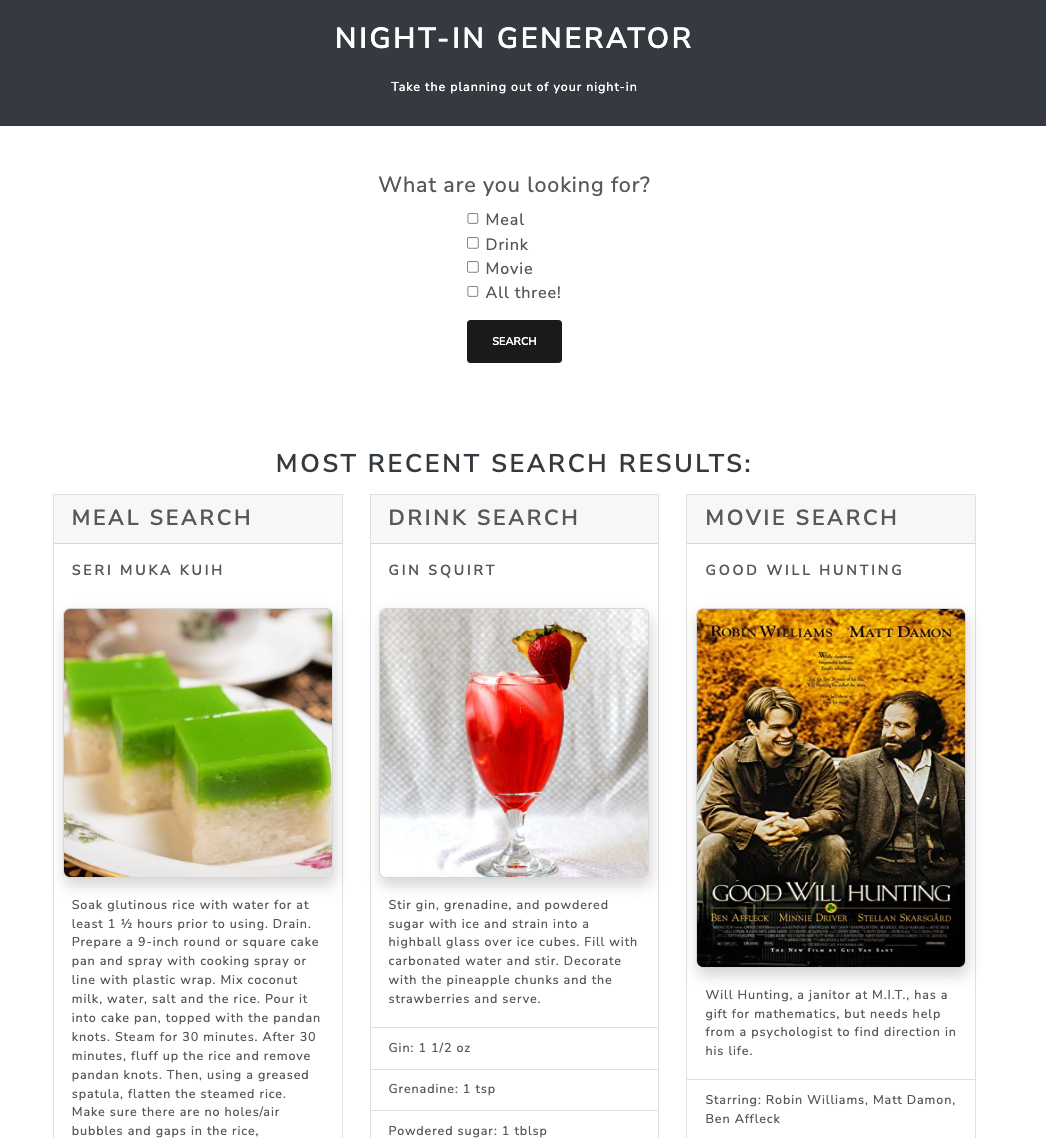 NIGHT-IN GENERATOR
Take the planning out of your night-in
What are you looking for?
Meal
Drink
Movie
All three!
SEARCH
MOST RECENT SEARCH RESULTS:
MEAL SEARCH
SERI MUKA KUIH
Soak glutinous rice with water for at
least 1 ½ hours prior to using. Drain.
Prepare a 9-inch round or square cake
pan and spray with cooking spray or
line with plastic wrap. Mix coconut
milk, water, salt and the rice. Pour it
into cake pan, topped with the pandan
knots. Steam for 30 minutes. After 30
minutes, fluff up the rice and remove
pandan knots. Then, using a greased
spatula, flatten the steamed rice.
Make sure there are no holes/air
bubbles and gaps in the rice,
DRINK SEARCH
GIN SQUIRT
Stir gin, grenadine, and powdered
sugar with ice and strain into a
highball glass over ice cubes. Fill with
carbonated water and stir. Decorate
with the pineapple chunks and the
strawberries and serve.
Gin: 1 1/2 oz
Grenadine: 1 tsp
Powdered sugar: 1 tblsp
MOVIE SEARCH
GOOD WILL HUNTING
ROBIN WILLIAMS MATT DAMON
GOOD WILL HUNTING
BEN AFFLECK MINNIE DRIVER STELLAN SKARSGÅRD
THE NEW FILM BY GUS VAN SANT
Will Hunting, a janitor at M.I.T., has a
gift for mathematics, but needs help
from a psychologist to find direction in
his life.
Starring: Robin Williams, Matt Damon,
Ben Affleck